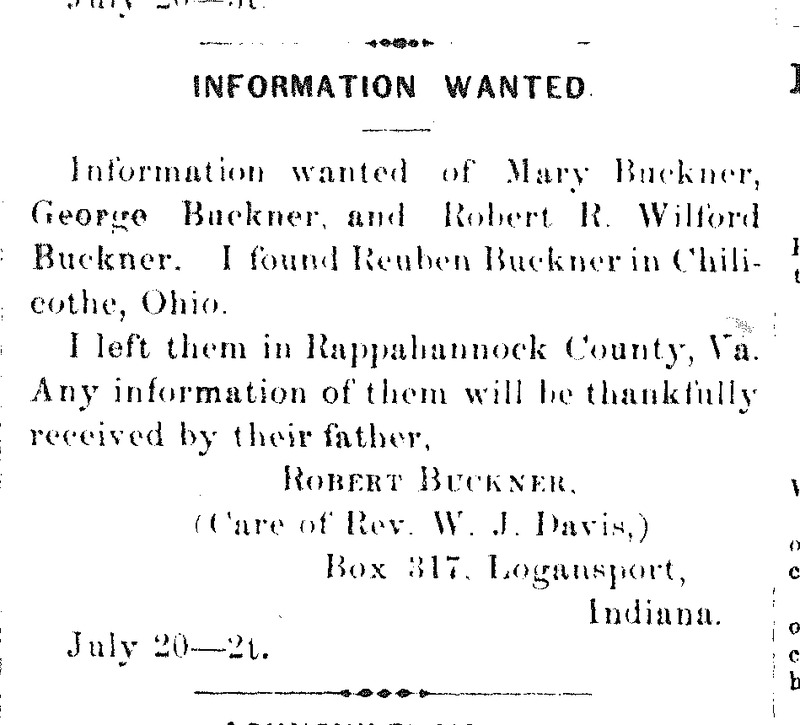 INFORMATION WANTED.
Information wanted of Mary Buckner,
George Buckner, and Robert R. Wilford
Buckner. I found Reuben Buckner in Chili-
cothe, Ohio.
I left them in Rappahannock County, Va.
Any information of them will be thankfully
received by their father,
ROBERT BUCKNER,
(Care of Rev. W. J. Davis,)
Box 317, Logansport,
Indiana.
July 20—2t.